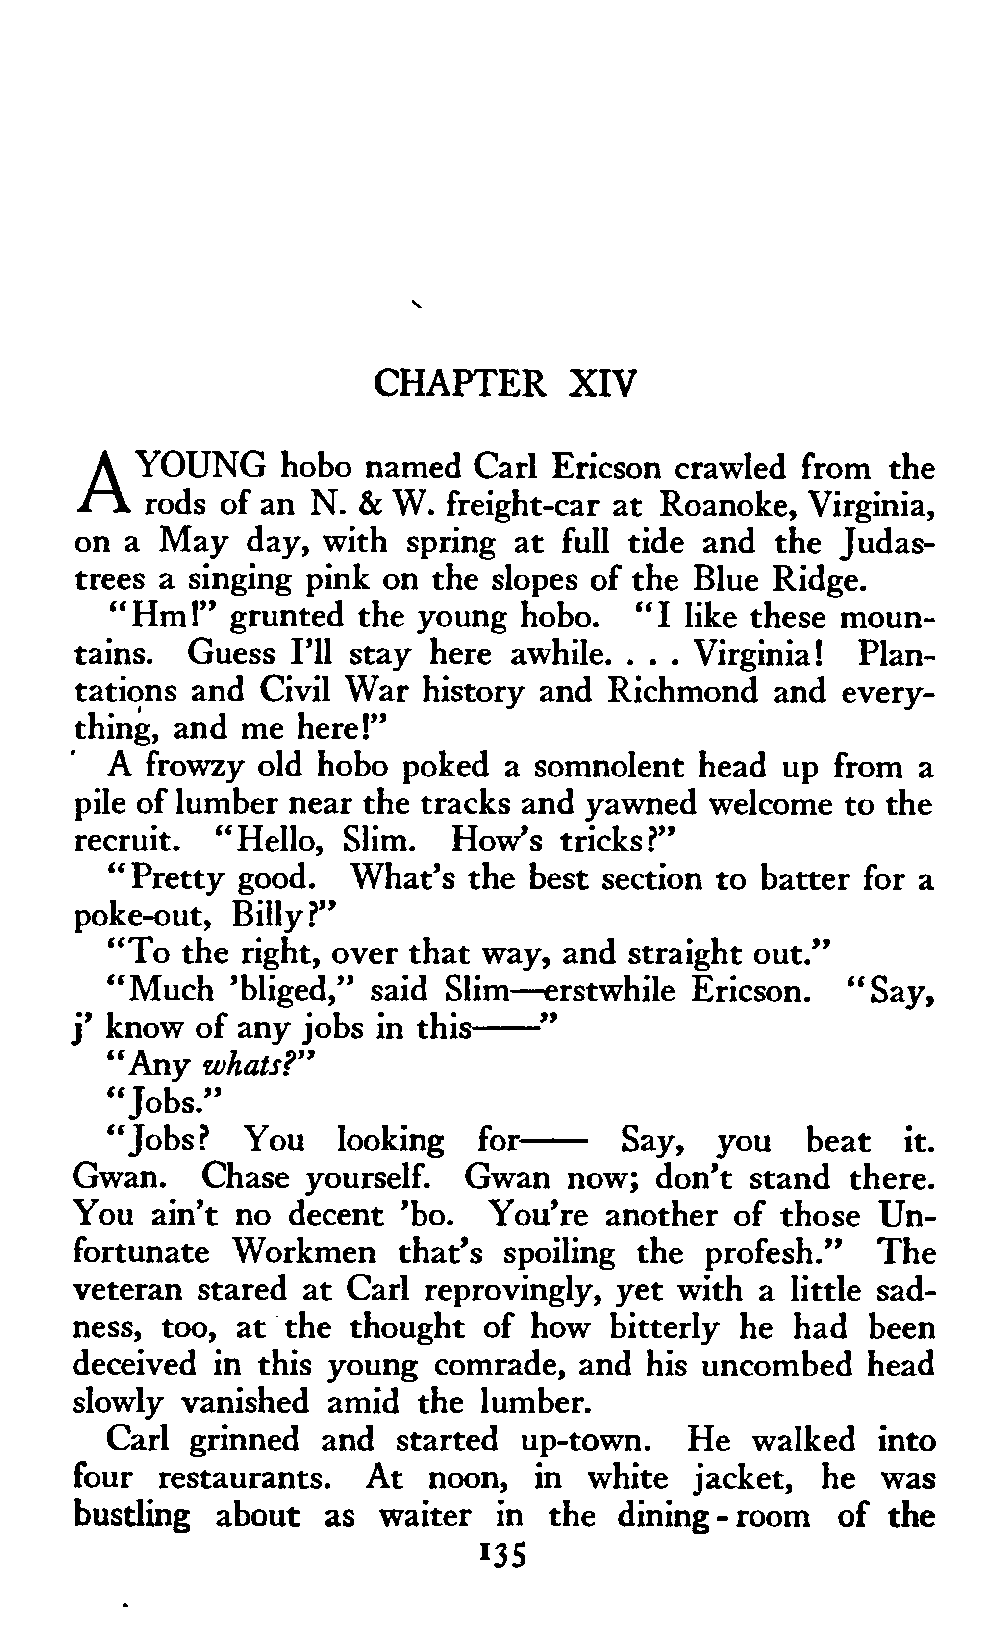 CHAPTER XIV
A YOUNG hobo named Carl Ericson crawled from the
rods of an N. & W. freight-car at Roanoke, Virginia,
on a May day, with spring at full tide and the Judas-
trees a singing pink on the slopes of the Blue Ridge.
"Hm!" grunted the young hobo. "I like these moun-
tains. Guess I'll stay here awhile. . . . Virginia! Plan-
tations and Civil War history and Richmond and every-
thing, and me here!"
A frowzy old hobo poked a somnolent head up from a
pile of lumber near the tracks and yawned welcome to the
recruit. "Hello, Slim. How's tricks?"
"Pretty good. What's the best section to batter for a
poke-out, Billy?"
"To the right, over that way, and straight out."
"Much 'bliged," said Slim—erstwhile Ericson. "Say,
j' know of any jobs in this——"
"Any whats?"
"Jobs."
"Jobs? You looking for—— Say, you beat it.
Gwan. Chase yourself. Gwan now; don't stand there.
You ain't no decent 'bo. You're another of those Un-
fortunate Workmen that's spoiling the profesh." The
veteran stared at Carl reprovingly, yet with a little sad-
ness, too, at the thought of how bitterly he had been
deceived in this young comrade, and his uncombed head
slowly vanished amid the lumber.
Carl grinned and started up-town. He walked into
four restaurants. At noon, in white jacket, he was
bustling about as waiter in the dining-room of the
135